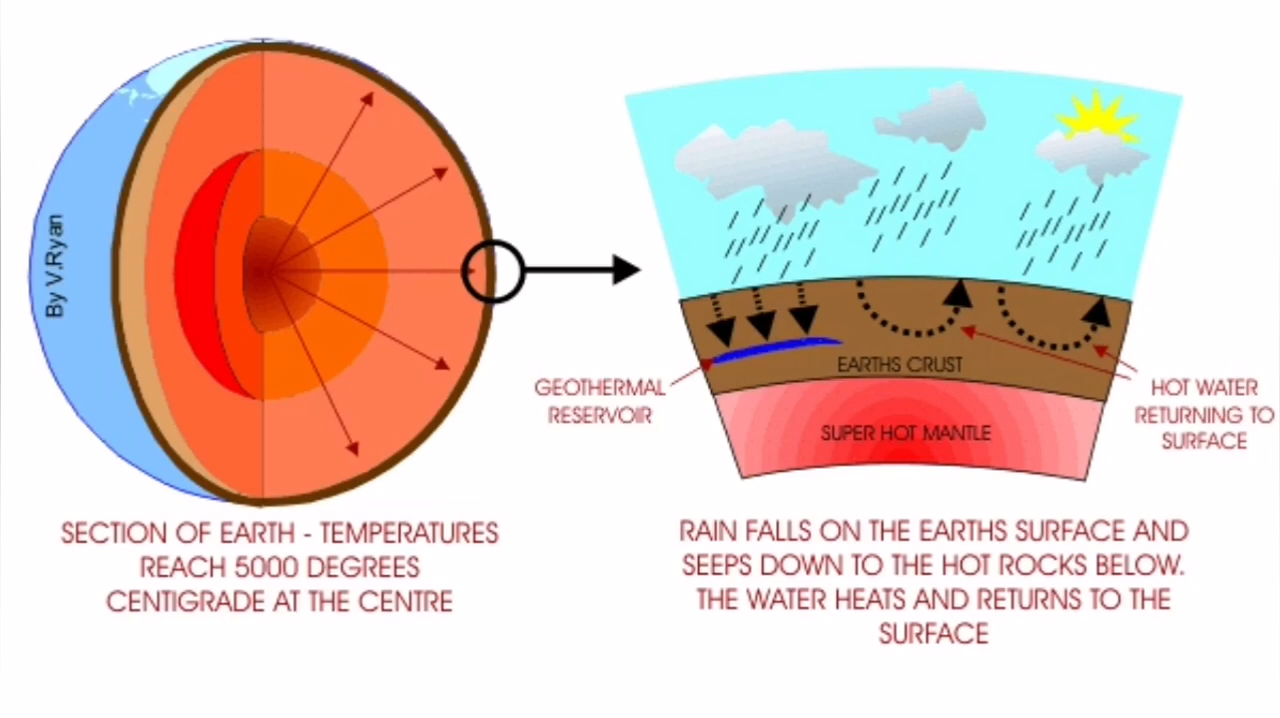 By V.Ryan
SECTION OF EARTH - TEMPERATURES
REACH 5000 DEGREES
CENTIGRADE AT THE CENTRE
GEOTHERMAL
RESERVOIR
EARTHS CRUST
SUPER HOT MANTLE
HOT WATER
RETURNING TO
SURFACE
RAIN FALLS ON THE EARTHS SURFACE AND
SEEPS DOWN TO THE HOT ROCKS BELOW.
THE WATER HEATS AND RETURNS TO THE
SURFACE